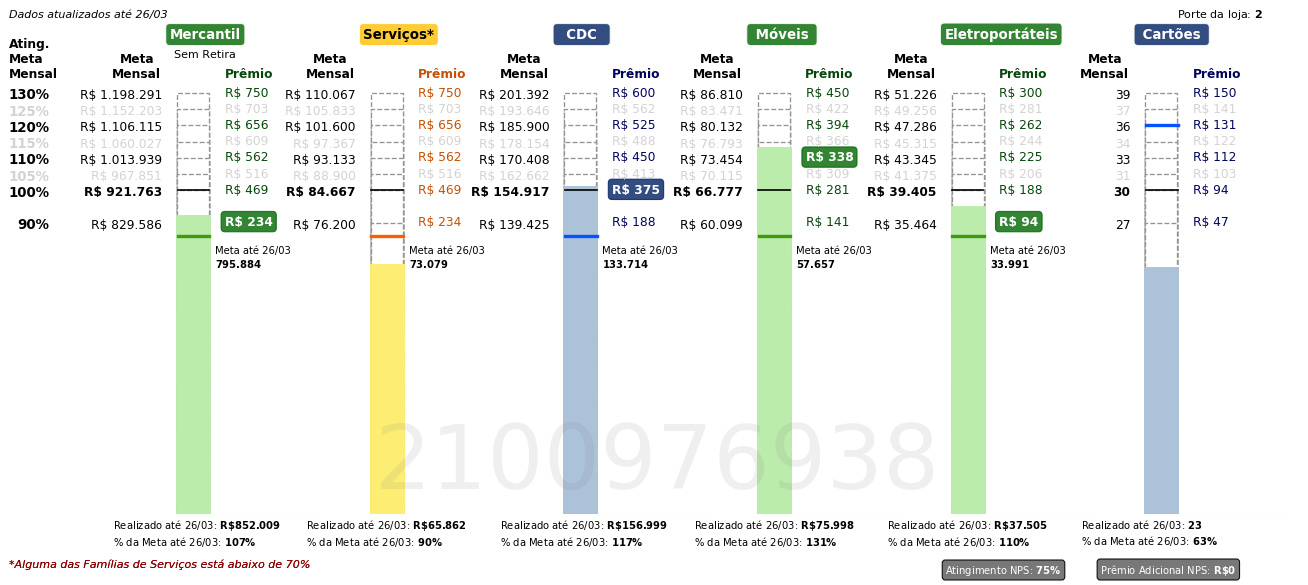 Dados atualizados até 26/03 Porte da loja: 2
Mercantil Serviços* CDC Móveis Eletroportáteis Cartões
Sem Retira
Ating. Meta Mensal Meta Mensal Prêmio Meta Mensal Prêmio Meta Mensal Prêmio Meta Mensal Prêmio Meta Mensal Prêmio Meta Mensal Prêmio
130% R$ 1.198.291 R$ 750 R$ 110.067 R$ 750 R$ 201.392 R$ 600 R$ 86.810 R$ 450 R$ 51.226 R$ 300 39 R$ 150
125% R$ 1.152.203 R$ 703 R$ 105.833 R$ 703 R$ 193.646 R$ 562 R$ 83.471 R$ 422 R$ 49.256 R$ 281 37 R$ 141
120% R$ 1.106.115 R$ 656 R$ 101.600 R$ 656 R$ 185.900 R$ 525 R$ 80.132 R$ 394 R$ 47.286 R$ 262 36 R$ 131
115% R$ 1.060.027 R$ 609 R$ 97.367 R$ 609 R$ 178.154 R$ 488 R$ 76.793 R$ 366 R$ 45.315 R$ 244 34 R$ 122
110% R$ 1.013.939 R$ 562 R$ 93.133 R$ 562 R$ 170.408 R$ 450 R$ 73.454 R$ 338 R$ 43.345 R$ 225 33 R$ 112
105% R$ 967.851 R$ 516 R$ 88.900 R$ 516 R$ 162.662 R$ 413 R$ 70.115 R$ 309 R$ 41.375 R$ 206 31 R$ 103
100% R$ 921.763 R$ 469 R$ 84.667 R$ 469 R$ 154.917 R$ 375 R$ 66.777 R$ 281 R$ 39.405 R$ 188 30 R$ 94
90% R$ 829.586 R$ 234 R$ 76.200 R$ 234 R$ 139.425 R$ 188 R$ 60.099 R$ 141 R$ 35.464 R$ 94 27 R$ 47
Meta até 26/03 Meta até 26/03 Meta até 26/03 Meta até 26/03 Meta até 26/03
795.884 73.079 133.714 57.657 33.991
2100976938
Realizado até 26/03: R$852.009 Realizado até 26/03: R$65.862 Realizado até 26/03: R$156.999 Realizado até 26/03: R$75.998 Realizado até 26/03: R$37.505 Realizado até 26/03: 23
% da Meta até 26/03: 107% % da Meta até 26/03: 90% % da Meta até 26/03: 117% % da Meta até 26/03: 131% % da Meta até 26/03: 110% % da Meta até 26/03: 63%
*Alguma das Famílias de Serviços está abaixo de 70% Atingimento NPS: 75% Prêmio Adicional NPS: R$0